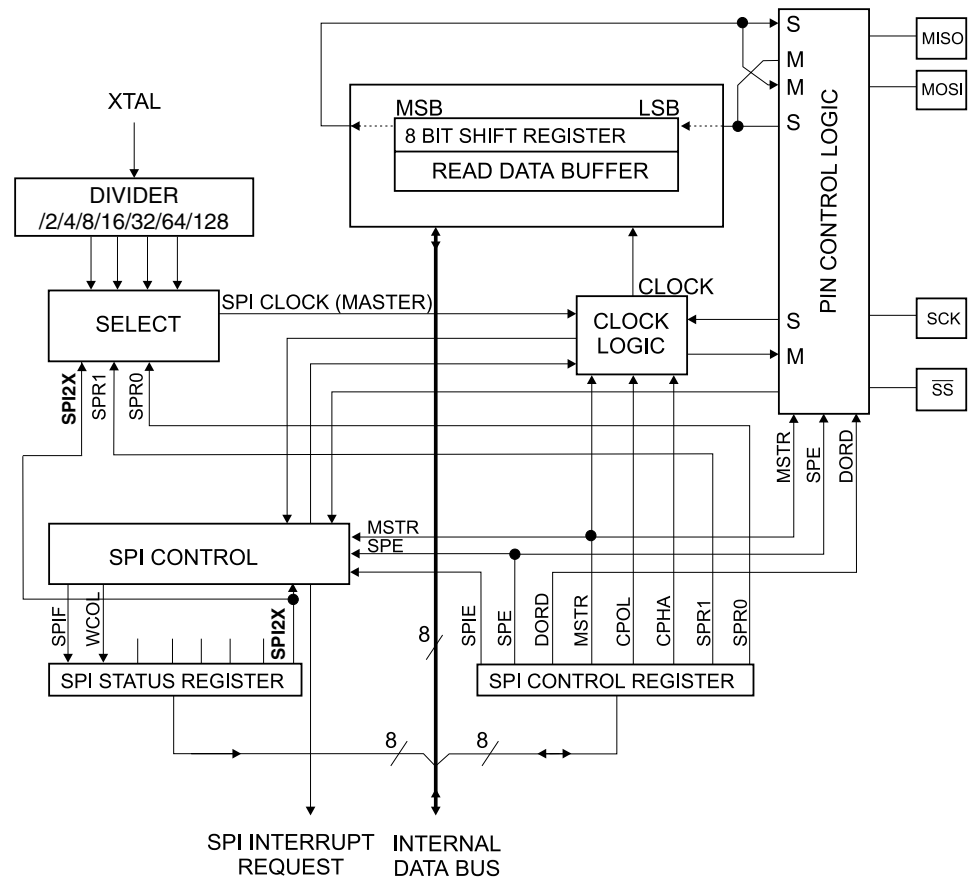 S
MISO
M
M
MOSI
S
PIN CONTROL LOGIC
MSB
LSB
8 BIT SHIFT REGISTER
READ DATA BUFFER
XTAL
DIVIDER
/2/4/8/16/32/64/128
SPI CLOCK (MASTER)
SELECT
CLOCK
CLOCK
LOGIC
S
M
SCK
SS
SPI2X
SPR1
SPR0
MSTR
SPE
DORD
MSTR
SPE
SPI CONTROL
SPIF
WCOL
SPI2X
8
SPIE
SPE
DORD
MSTR
CPOL
CPHA
SPR1
SPR0
SPI STATUS REGISTER
SPI CONTROL REGISTER
8
8
SPI INTERRUPT
REQUEST
INTERNAL
DATA BUS